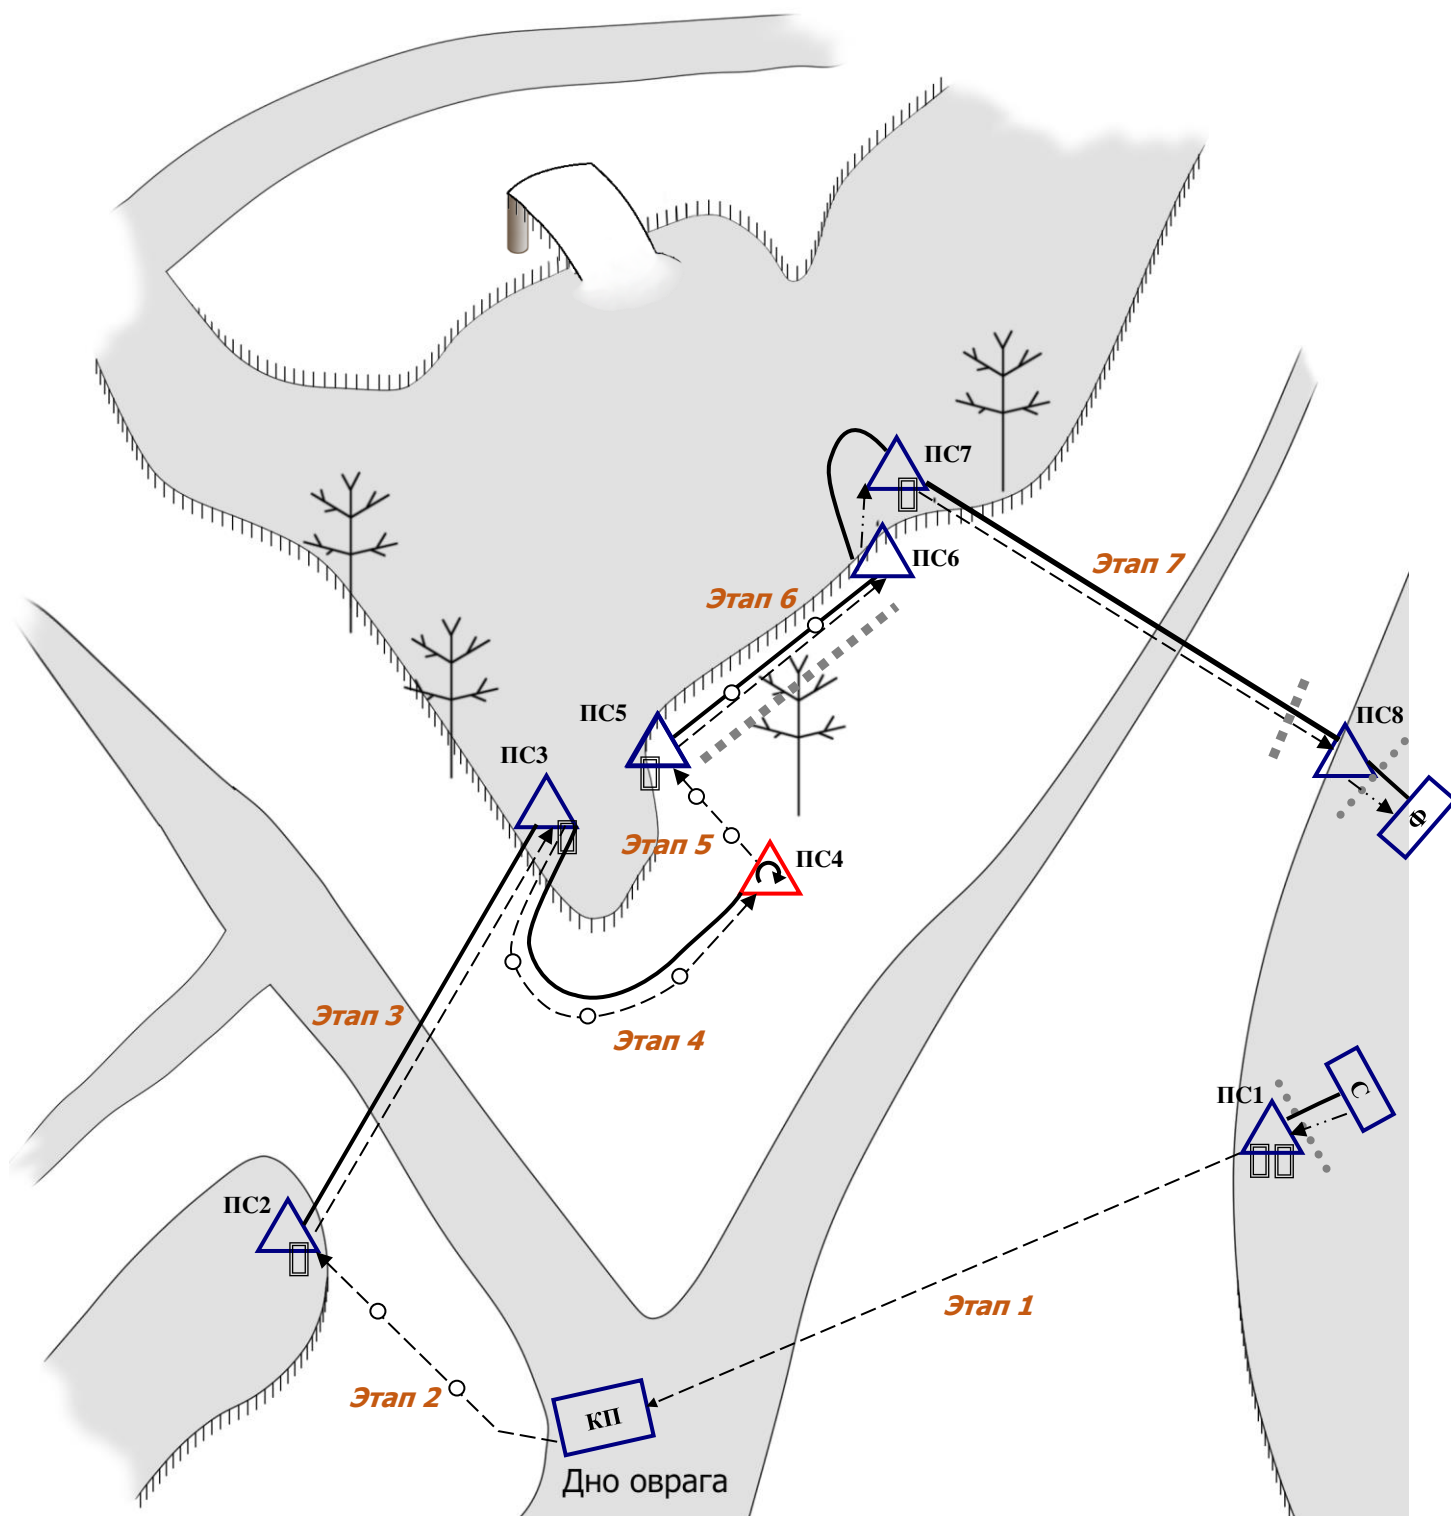 ПС7
Этап 7
ПС6
Этап 6
ПС5
ПС8
ПС3
Ф
Этап 5
ПС4
Этап 3
Этап 4
С
ПС1
ПС2
Этап 1
Этап 2
КП
Дно оврага